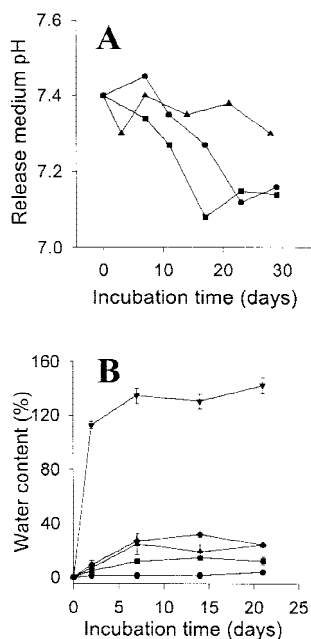 A
Release medium pH
7.6
7.4
7.2
7.0
0 10 20 30
Incubation time (days)
B
Water content (%)
160
120
80
40
0
0 5 10 15 20 25
Incubation time (days)